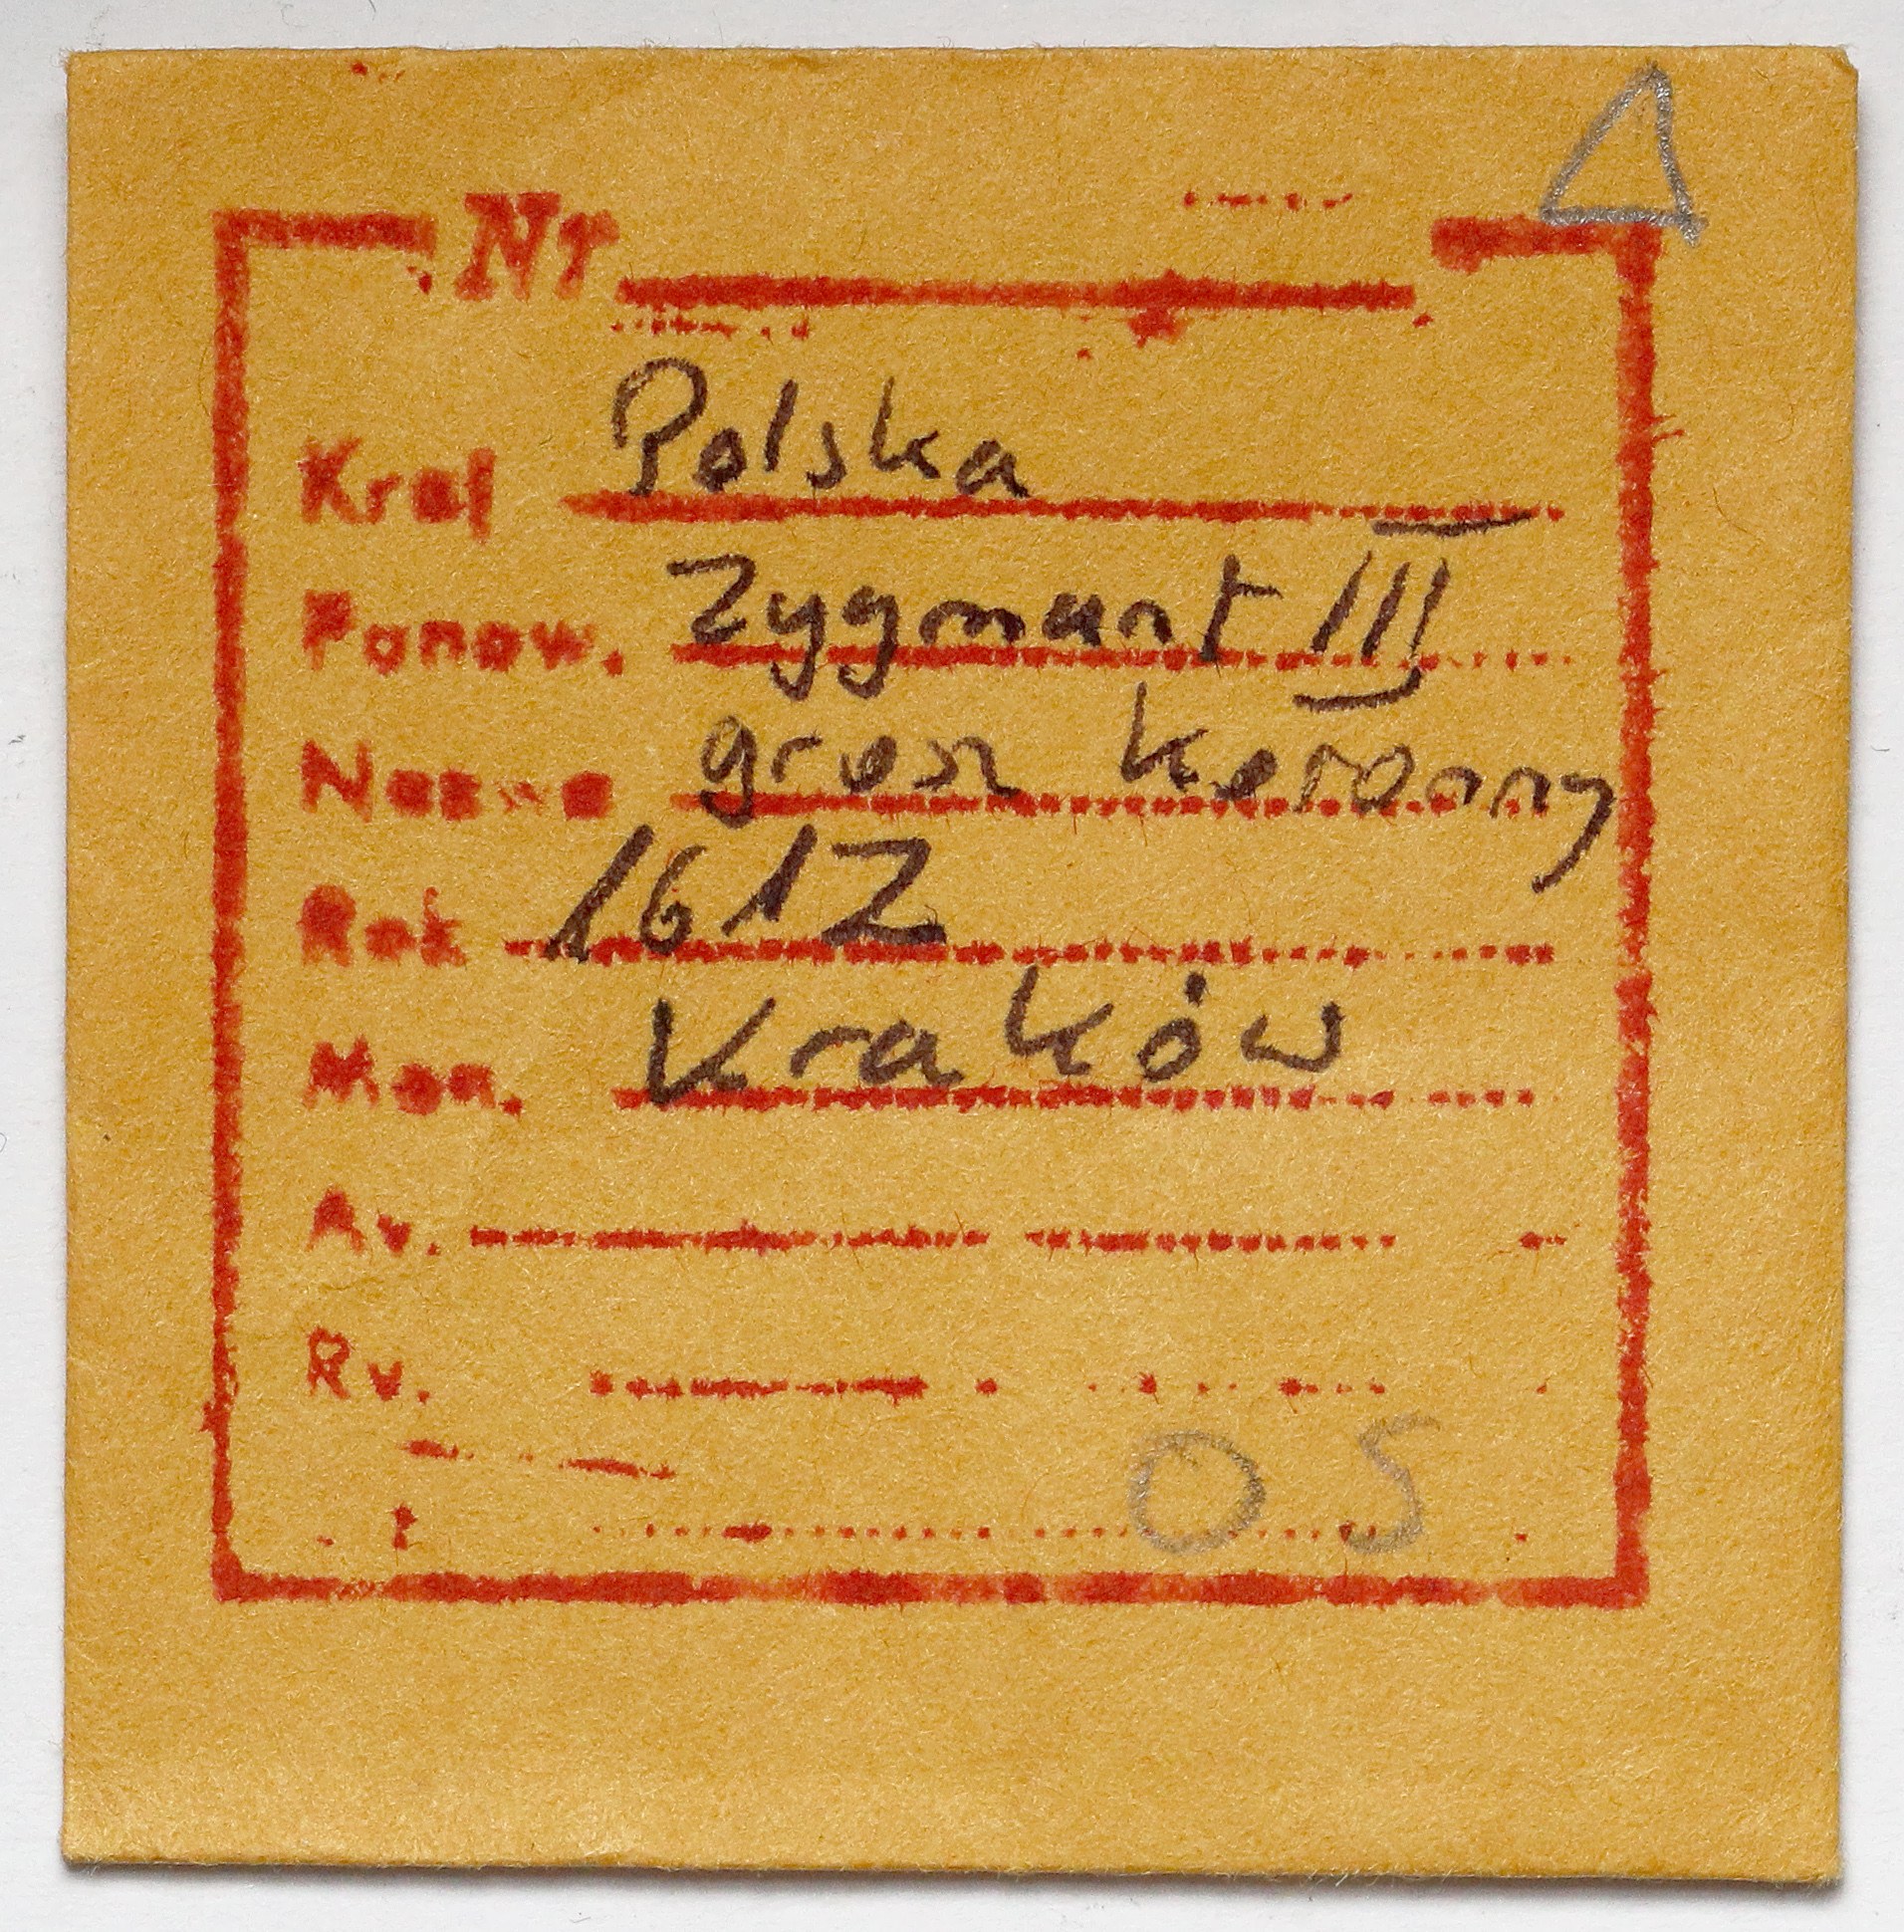 Nr
Kraj Polska
Panow. Zygmunt III
Nazwa grosz koronny
Rok 1612
Men. Kraków
Av.
Rv.
05